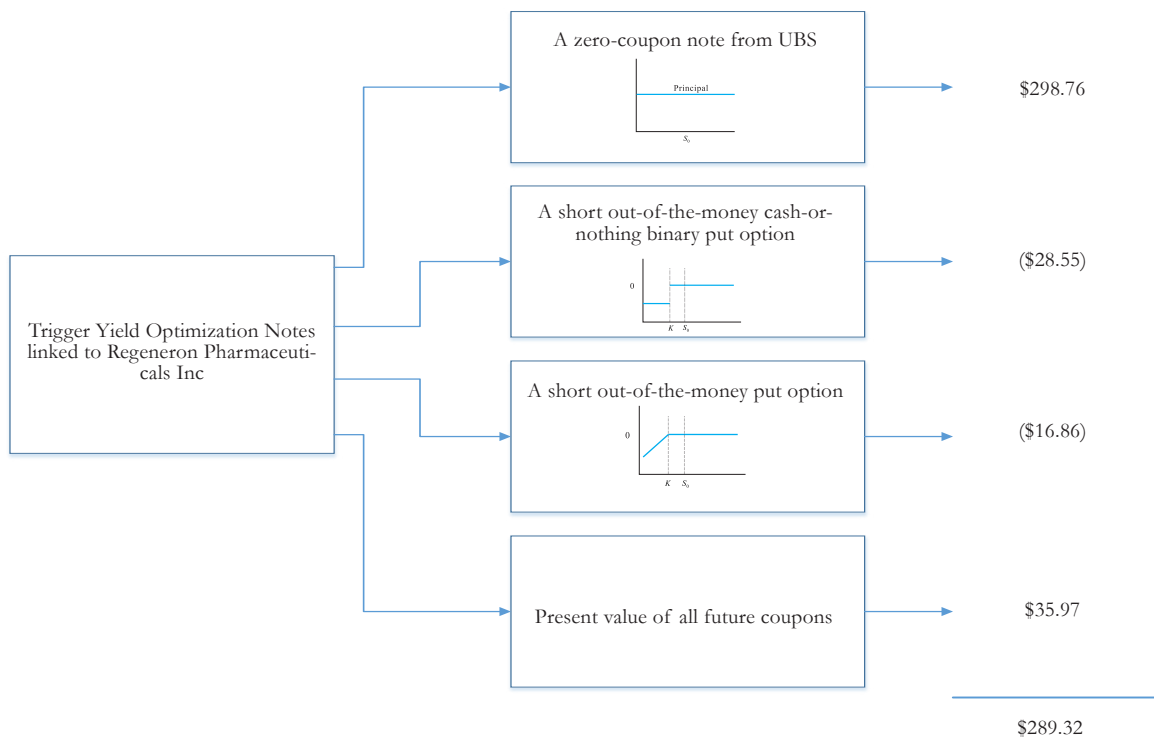 A zero-coupon note from UBS
Principal
S₀
$298.76
A short out-of-the-money cash-or-
nothing binary put option
0
K
S₀
($28.55)
Trigger Yield Optimization Notes
linked to Regeneron Pharmaceuti-
cals Inc
A short out-of-the-money put option
0
K
S₀
($16.86)
Present value of all future coupons
$35.97
$289.32